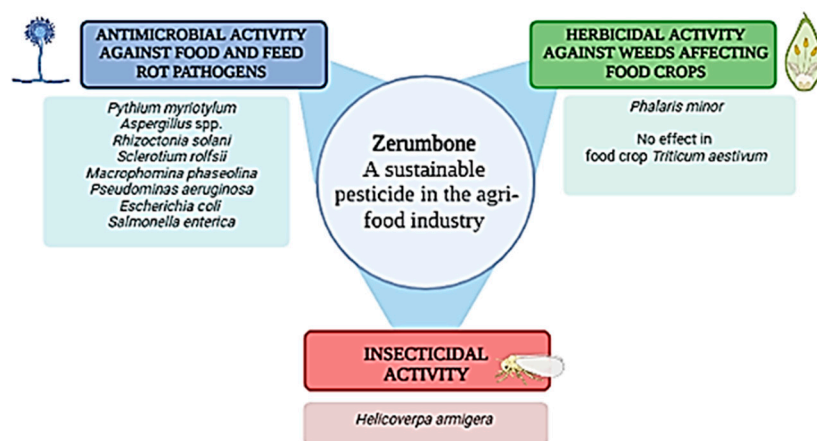 ANTIMICROBIAL ACTIVITY
AGAINST FOOD AND FEED
ROT PATHOGENS
Pythium myriotylum
Aspergillus spp.
Rhizoctonia solani
Sclerotium rolfsii
Macrophomina phaseolina
Pseudominas aeruginosa
Escherichia coli
Salmonella enterica
HERBICIDAL ACTIVITY
AGAINST WEEDS AFFECTING
FOOD CROPS
Phalaris minor
No effect in
food crop Triticum aestivum
Zerumbone
A sustainable
pesticide in the agri-
food industry
INSECTICIDAL
ACTIVITY
Helicoverpa armigera